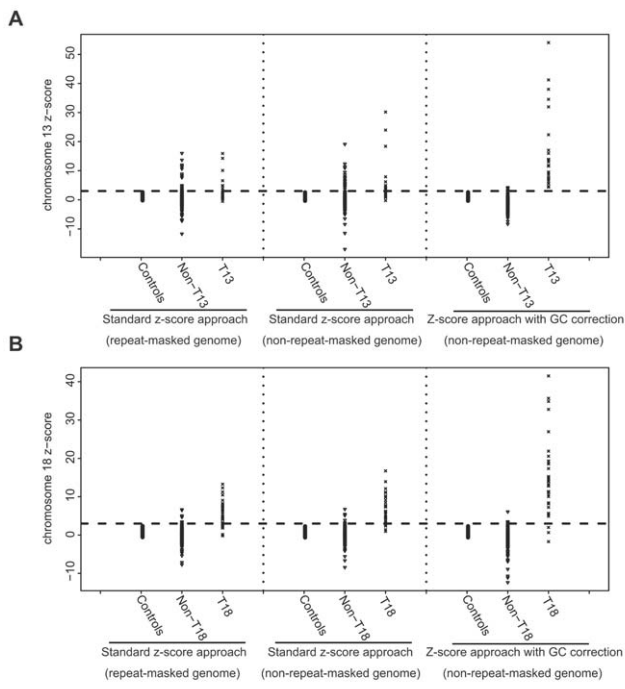 A
chromosome 13 z-score
50
40
30
20
10
0
−10
Controls
Non−T13
T13
Controls
Non−T13
T13
Controls
Non−T13
T13
Standard z-score approach
(repeat-masked genome)
Standard z-score approach
(non-repeat-masked genome)
Z-score approach with GC correction
(non-repeat-masked genome)
B
chromosome 18 z-score
40
30
20
10
0
−10
Controls
Non−T18
T18
Controls
Non−T18
T18
Controls
Non−T18
T18
Standard z-score approach
(repeat-masked genome)
Standard z-score approach
(non-repeat-masked genome)
Z-score approach with GC correction
(non-repeat-masked genome)